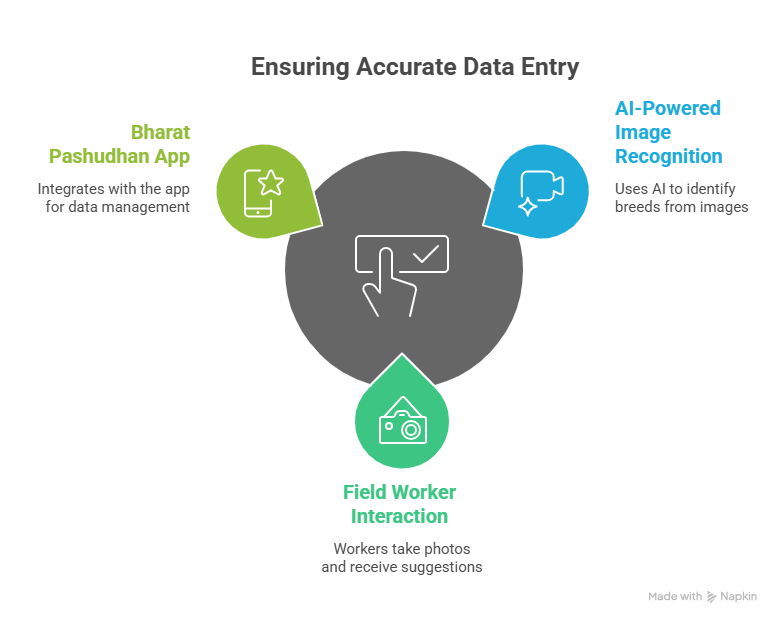 Ensuring Accurate Data Entry
Bharat
Pashudhan App
Integrates with the app
for data management
AI-Powered
Image
Recognition
Uses AI to identify
breeds from images
Field Worker
Interaction
Workers take photos
and receive suggestions
Made with Napkin